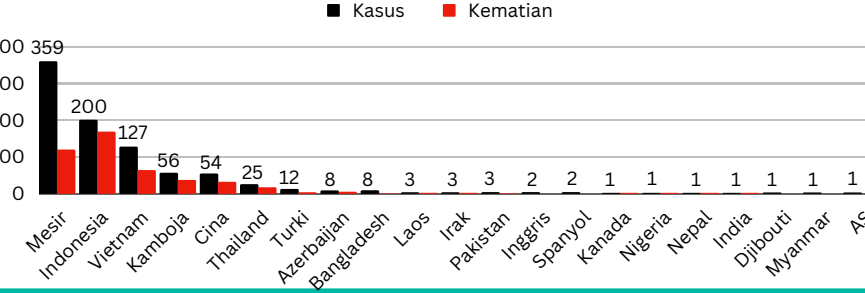 Kasus Kematian
00 359
00
00 200
127
00 56 54 25 12 8 8 3 3 3 2 2 1 1 1 1 1 1 1
0
Mesir Indonesia Vietnam Kamboja Cina Thailand Turki Azerbaijan Bangladesh Laos Irak Pakistan Inggris Spanyol Kanada Nigeria Nepal India Djibouti Myanmar AS